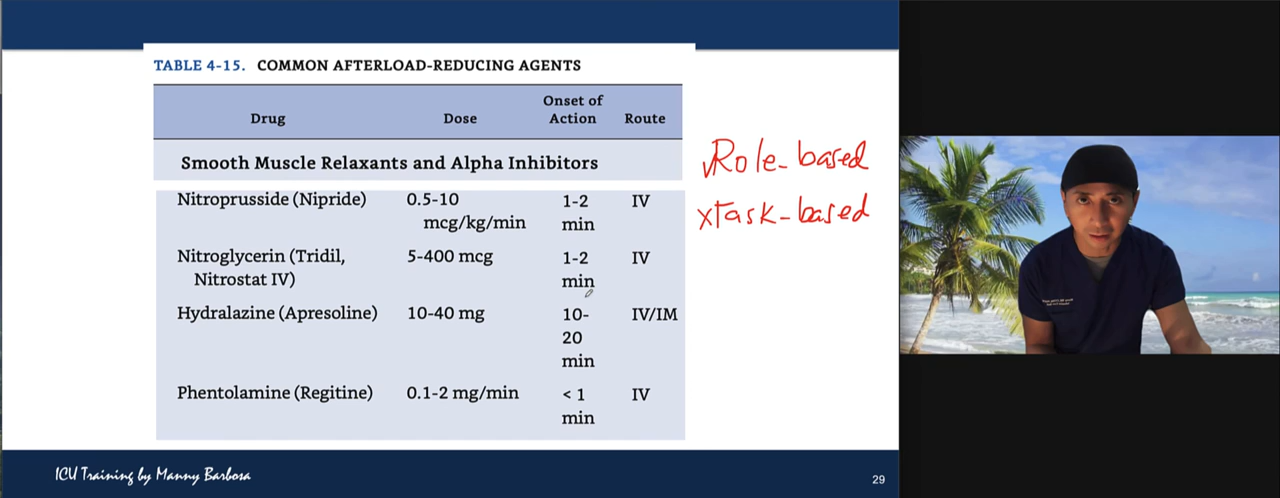 TABLE 4-15. COMMON AFTERLOAD-REDUCING AGENTS
Drug Dose Onset of Action Route
Smooth Muscle Relaxants and Alpha Inhibitors
Nitroprusside (Nipride) 0.5-10 1-2 IV
mcg/kg/min min
Nitroglycerin (Tridil, 5-400 mcg 1-2 IV
Nitrostat IV) min
Hydralazine (Apresoline) 10-40 mg 10- IV/IM
20
min
Phentolamine (Regitine) 0.1-2 mg/min < 1 IV
min
✓Role-based
xTask-based
ICU Training by Manny Barbosa
29